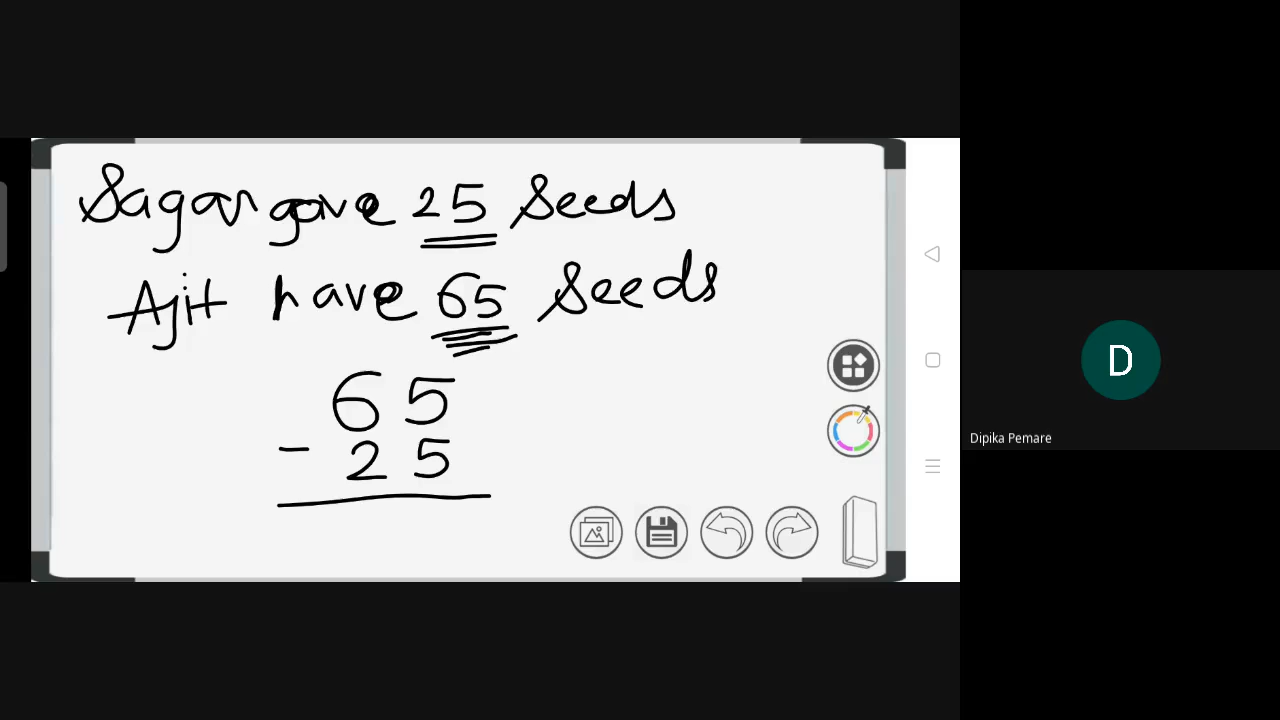 Sagar gave 25 Seeds
Ajit have 65 Seeds
65
- 25
D
Dipika Pemare